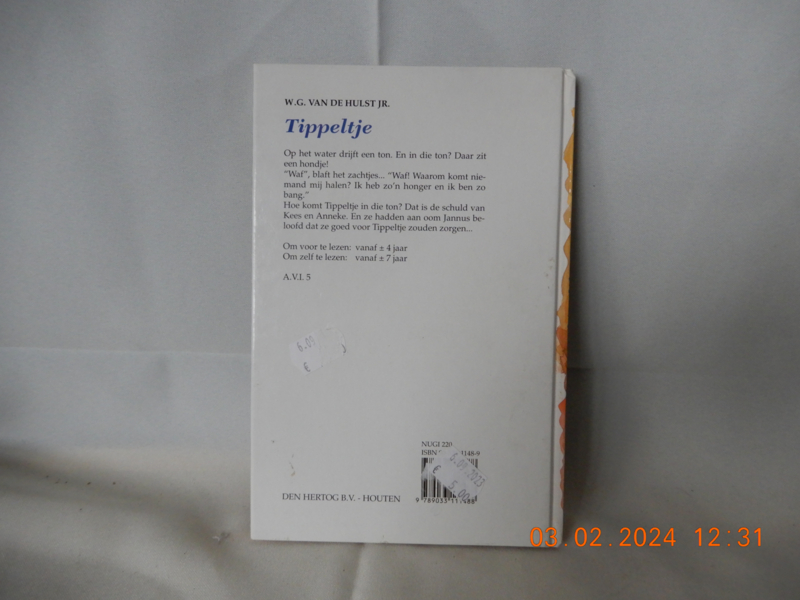 W.G. VAN DE HULST JR.
Tippeltje
Op het water drijft een ton. En in die ton? Daar zit
een hondje!
"Waf", blaft het zachtjes... "Waf! Waarom komt nie-
mand mij halen? Ik heb zo'n honger en ik ben zo
bang."
Hoe komt Tippeltje in die ton? Dat is de schuld van
Kees en Anneke. En ze hadden aan oom Jannus be-
loofd dat ze goed voor Tippeltje zouden zorgen...
Om voor te lezen: vanaf ± 4 jaar
Om zelf te lezen: vanaf ± 7 jaar
A.V.I. 5
€
NUGI 220
ISBN
€ 5,00
DEN HERTOG B.V. - HOUTEN
03.02.2024 12:31